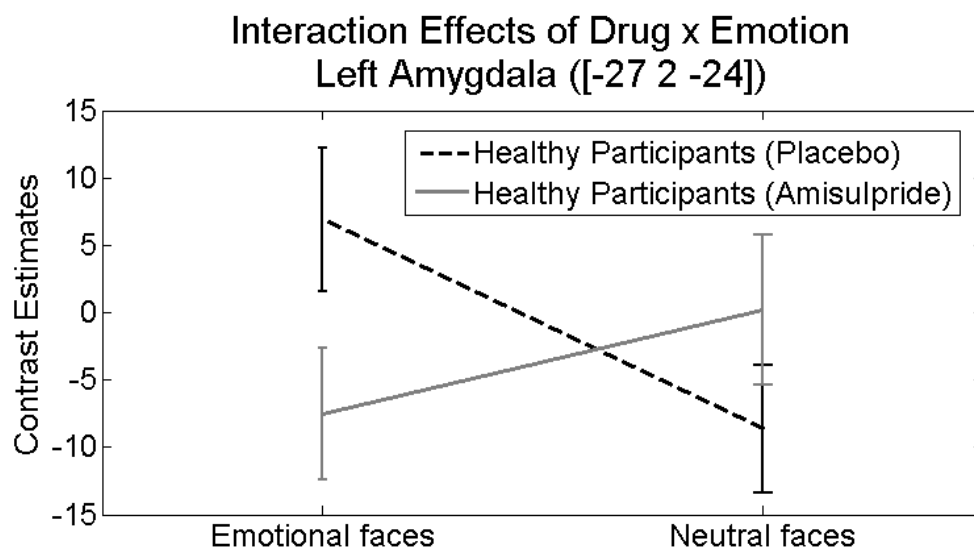 Interaction Effects of Drug x Emotion
Left Amygdala ([-27 2 -24])
15
10
5
0
-5
-10
-15
Contrast Estimates
Healthy Participants (Placebo)
Healthy Participants (Amisulpride)
Emotional faces
Neutral faces